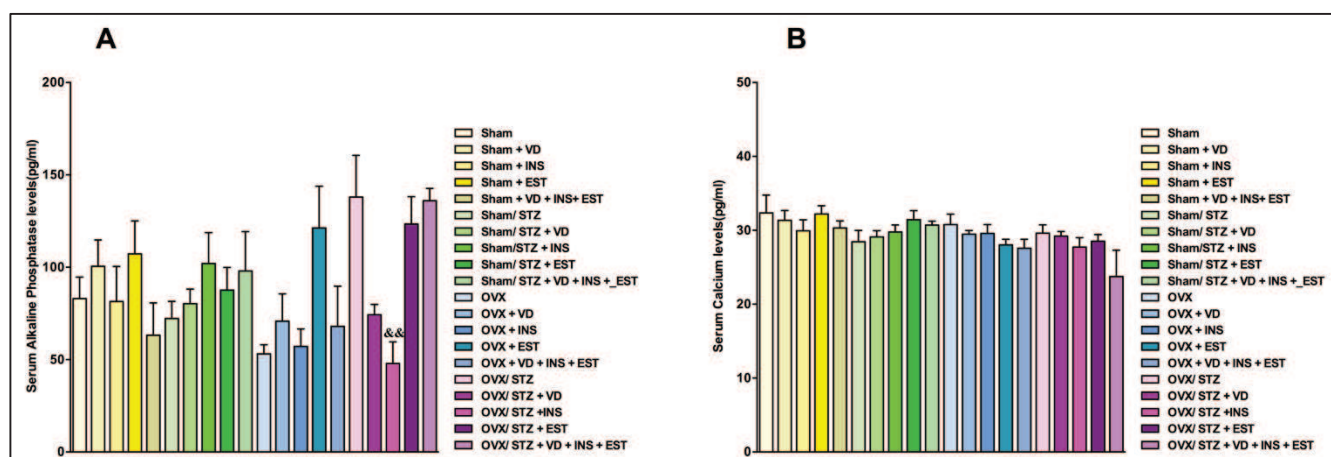 A
Serum Alkaline Phosphatase levels(pg/ml)
200
150
100
50
0
&&
Sham
Sham + VD
Sham + INS
Sham + EST
Sham + VD + INS+ EST
Sham/ STZ
Sham/ STZ + VD
Sham/STZ + INS
Sham/ STZ + EST
Sham/ STZ + VD + INS +_EST
OVX
OVX + VD
OVX + INS
OVX + EST
OVX + VD + INS + EST
OVX/ STZ
OVX/ STZ + VD
OVX/ STZ +INS
OVX/ STZ + EST
OVX/ STZ + VD + INS + EST
B
Serum Calcium levels(pg/ml)
50
40
30
20
10
0
Sham
Sham + VD
Sham + INS
Sham + EST
Sham + VD + INS+ EST
Sham/ STZ
Sham/ STZ + VD
Sham/STZ + INS
Sham/ STZ + EST
Sham/ STZ + VD + INS +_EST
OVX
OVX + VD
OVX + INS
OVX + EST
OVX + VD + INS + EST
OVX/ STZ
OVX/ STZ + VD
OVX/ STZ +INS
OVX/ STZ + EST
OVX/ STZ + VD + INS + EST